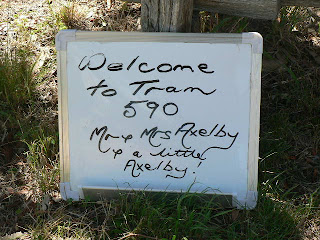 Welcome
to Tram
590
Mr & Mrs Axelby
& a little
Axelby!